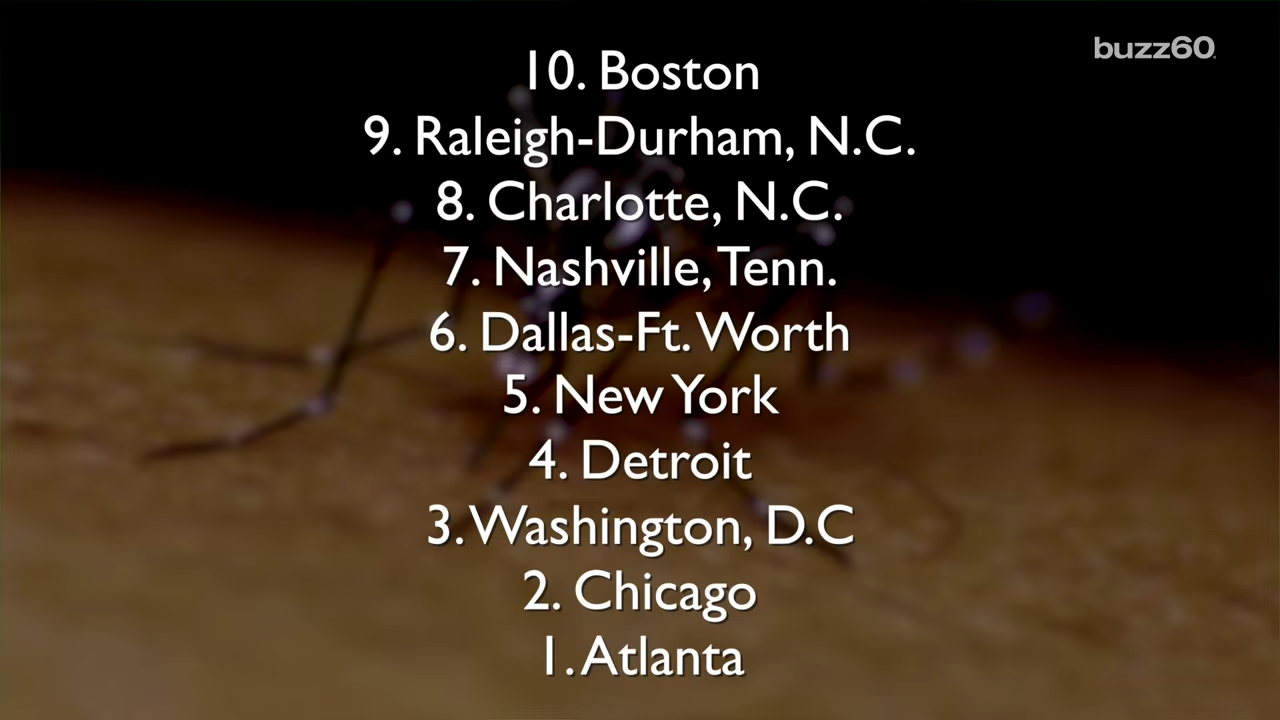 buzz60
10. Boston
9. Raleigh-Durham, N.C.
8. Charlotte, N.C.
7. Nashville, Tenn.
6. Dallas-Ft. Worth
5. New York
4. Detroit
3. Washington, D.C
2. Chicago
1. Atlanta